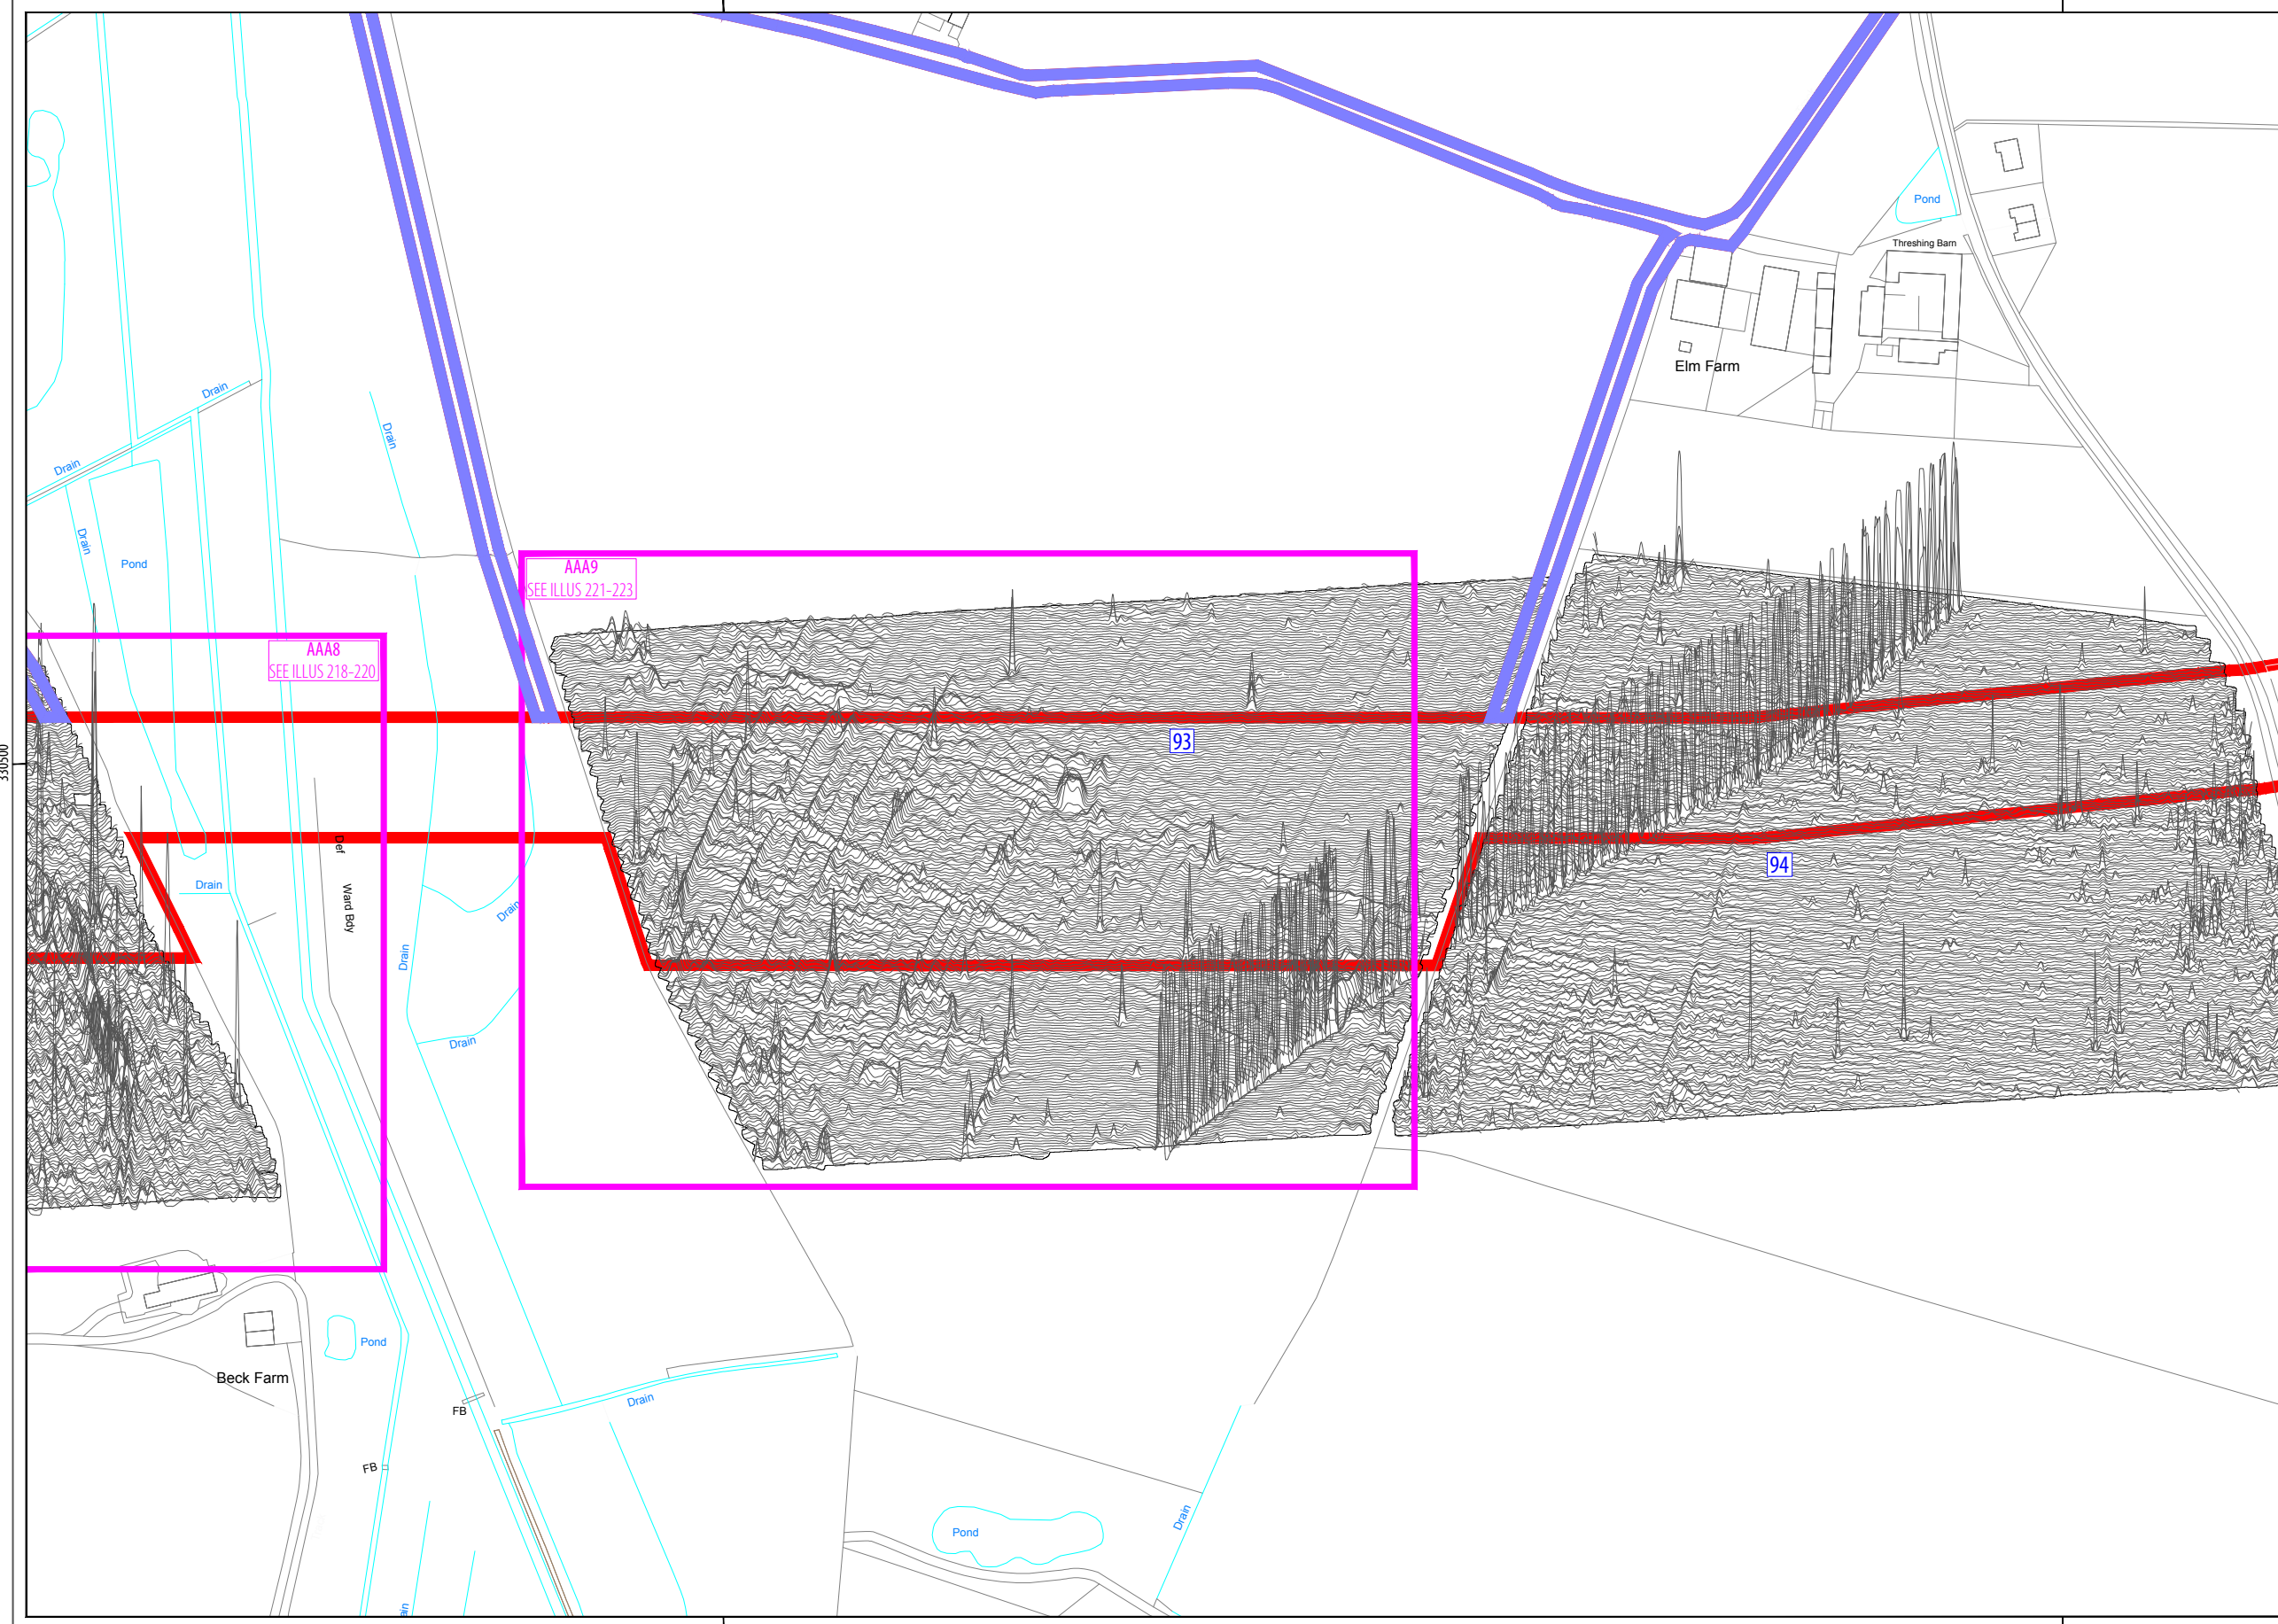 Pond
Threshing Barn
Elm Farm
Drain
Drain
Drain
Drain
Pond
AAA9
SEE ILLUS 221-223
AAA8
SEE ILLUS 218-220
93
330500
Def
94
Drain
Ward Bdy
Drain
Drain
Drain
Pond
Beck Farm
Drain
FB
FB
Pond
Drain